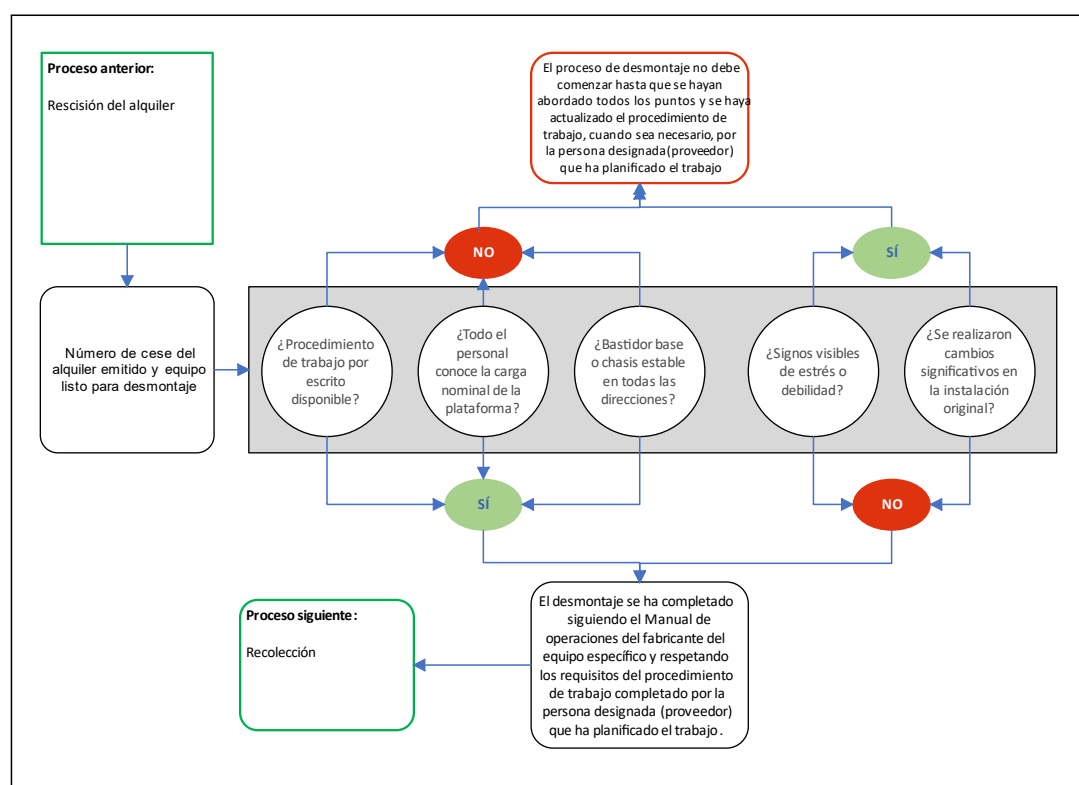 Proceso anterior:
Rescisión del alquiler
El proceso de desmontaje no debe
comenzar hasta que se hayan
abordado todos los puntos y se haya
actualizado el procedimiento de
trabajo, cuando sea necesario, por
la persona designada(proveedor)
que ha planificado el trabajo
NO
SÍ
Número de cese del
alquiler emitido y equipo
listo para desmontaje
¿Procedimiento
de trabajo por
escrito
disponible?
¿Todo el
personal
conoce la carga
nominal de la
plataforma?
¿Bastidor base
o chasis estable
en todas las
direcciones?
¿Signos visibles
de estrés o
debilidad?
¿Se realizaron
cambios
significativos en
la instalación
original?
SÍ
NO
Proceso siguiente:
Recolección
El desmontaje se ha completado
siguiendo el Manual de
operaciones del fabricante del
equipo específico y respetando
los requisitos del procedimiento
de trabajo completado por la
persona designada (proveedor)
que ha planificado el trabajo.